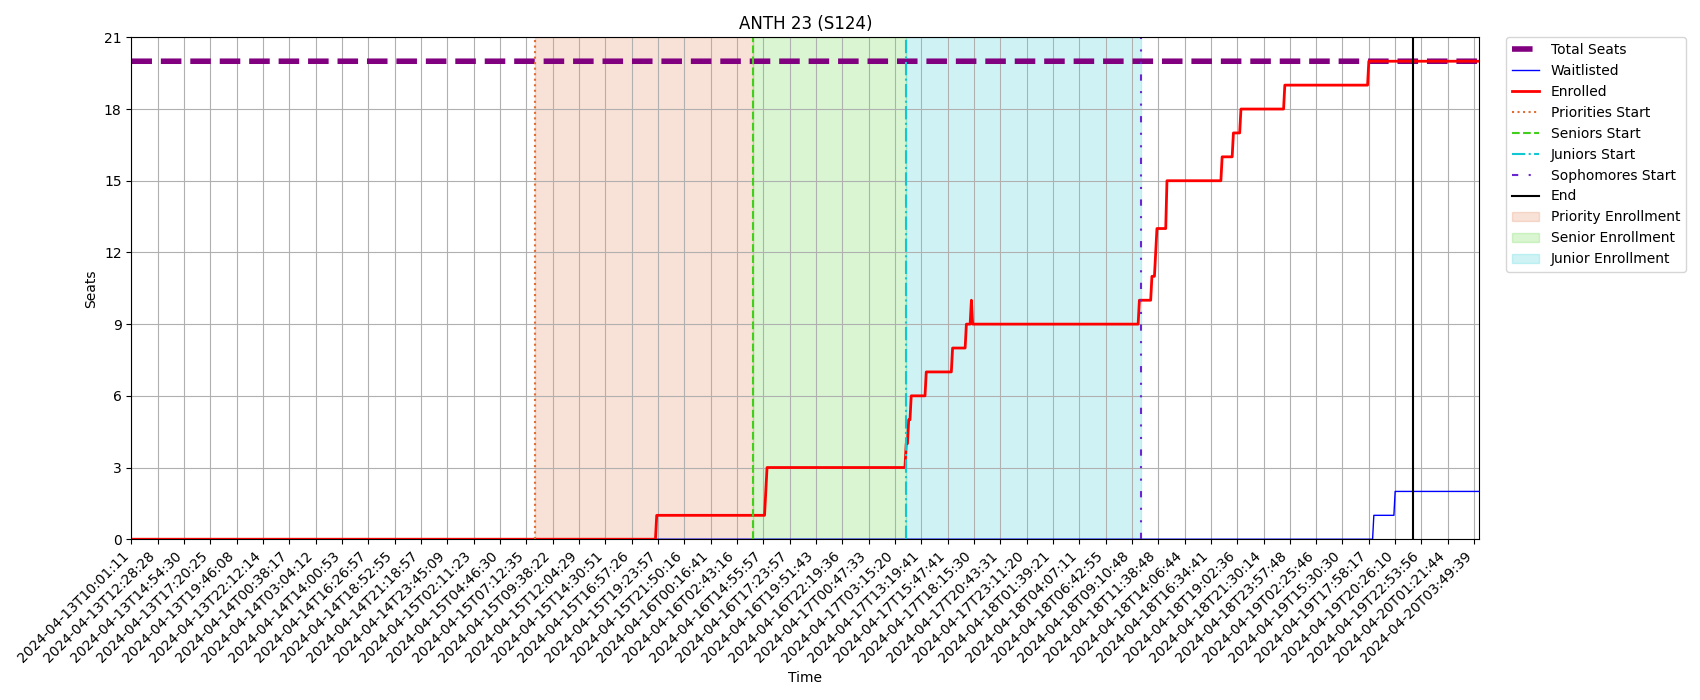 ANTH 23 (S124)
21
18
15
12
9
6
3
0
Seats
2024-04-13T10:01:11
2024-04-13T12:28:28
2024-04-13T14:54:30
2024-04-13T17:20:25
2024-04-13T19:46:08
2024-04-13T22:12:14
2024-04-14T00:38:17
2024-04-14T03:04:12
2024-04-14T14:00:53
2024-04-14T16:26:57
2024-04-14T18:52:55
2024-04-14T21:18:57
2024-04-14T23:45:09
2024-04-15T02:11:23
2024-04-15T04:46:30
2024-04-15T07:12:35
2024-04-15T09:38:22
2024-04-15T12:04:29
2024-04-15T14:30:51
2024-04-15T16:57:26
2024-04-15T19:23:57
2024-04-15T21:50:16
2024-04-16T00:16:41
2024-04-16T02:43:16
2024-04-16T14:55:57
2024-04-16T17:23:57
2024-04-16T19:51:43
2024-04-16T22:19:36
2024-04-17T00:47:33
2024-04-17T03:15:20
2024-04-17T13:19:41
2024-04-17T15:47:41
2024-04-17T18:15:30
2024-04-17T20:43:31
2024-04-17T23:11:20
2024-04-18T01:39:21
2024-04-18T04:07:11
2024-04-18T06:42:55
2024-04-18T09:10:48
2024-04-18T11:38:48
2024-04-18T14:06:44
2024-04-18T16:34:41
2024-04-18T19:02:36
2024-04-18T21:30:14
2024-04-18T23:57:48
2024-04-19T02:25:46
2024-04-19T15:30:30
2024-04-19T17:58:17
2024-04-19T20:26:10
2024-04-19T22:53:56
2024-04-20T01:21:44
2024-04-20T03:49:39
Time
Total Seats
Waitlisted
Enrolled
Priorities Start
Seniors Start
Juniors Start
Sophomores Start
End
Priority Enrollment
Senior Enrollment
Junior Enrollment